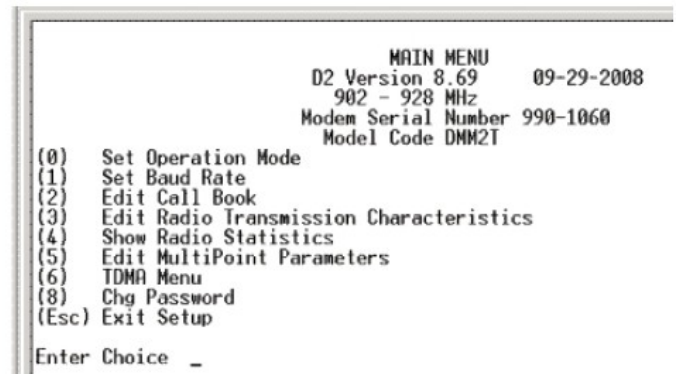 MAIN MENU
D2 Version 8.69 09-29-2008
902 - 928 MHz
Modem Serial Number 990-1060
Model Code DMM2T
(0) Set Operation Mode
(1) Set Baud Rate
(2) Edit Call Book
(3) Edit Radio Transmission Characteristics
(4) Show Radio Statistics
(5) Edit MultiPoint Parameters
(6) TDMA Menu
(8) Chg Password
(Esc) Exit Setup
Enter Choice _